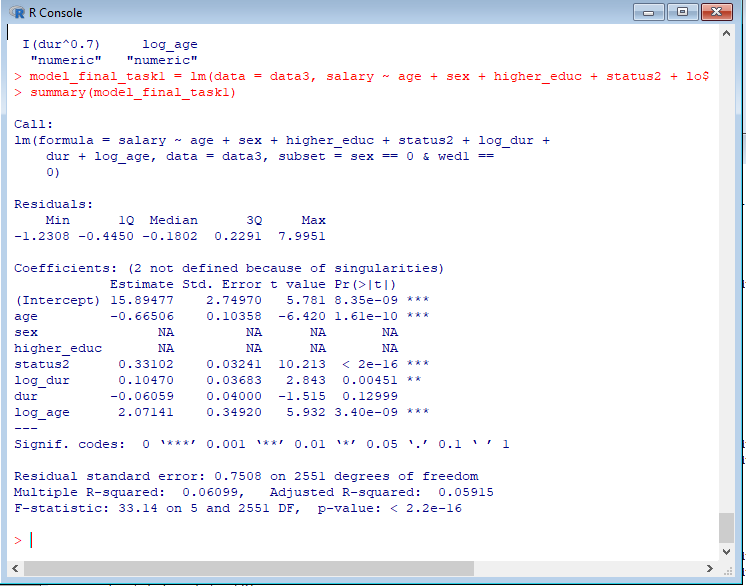 R Console
I(dur^0.7)     log_age
"numeric"   "numeric"
> model_final_task1 = lm(data = data3, salary ~ age + sex + higher_educ + status2 + lo$
> summary(model_final_task1)
Call:
lm(formula = salary ~ age + sex + higher_educ + status2 + log_dur +
    dur + log_age, data = data3, subset = sex == 0 & wed1 ==
    0)
Residuals:
    Min      1Q  Median      3Q     Max
-1.2308 -0.4450 -0.1802  0.2291  7.9951
Coefficients: (2 not defined because of singularities)
            Estimate Std. Error t value Pr(>|t|)
(Intercept) 15.89477    2.74970   5.781 8.35e-09 ***
age         -0.66506    0.10358  -6.420 1.61e-10 ***
sex               NA         NA      NA       NA
higher_educ       NA         NA      NA       NA
status2      0.33102    0.03241  10.213  < 2e-16 ***
log_dur      0.10470    0.03683   2.843  0.00451 **
dur         -0.06059    0.04000  -1.515  0.12999
log_age      2.07141    0.34920   5.932 3.40e-09 ***
---
Signif. codes:  0 ‘***’ 0.001 ‘**’ 0.01 ‘*’ 0.05 ‘.’ 0.1 ‘ ’ 1
Residual standard error: 0.7508 on 2551 degrees of freedom
Multiple R-squared:  0.06099,   Adjusted R-squared:  0.05915
F-statistic: 33.14 on 5 and 2551 DF,  p-value: < 2.2e-16
>